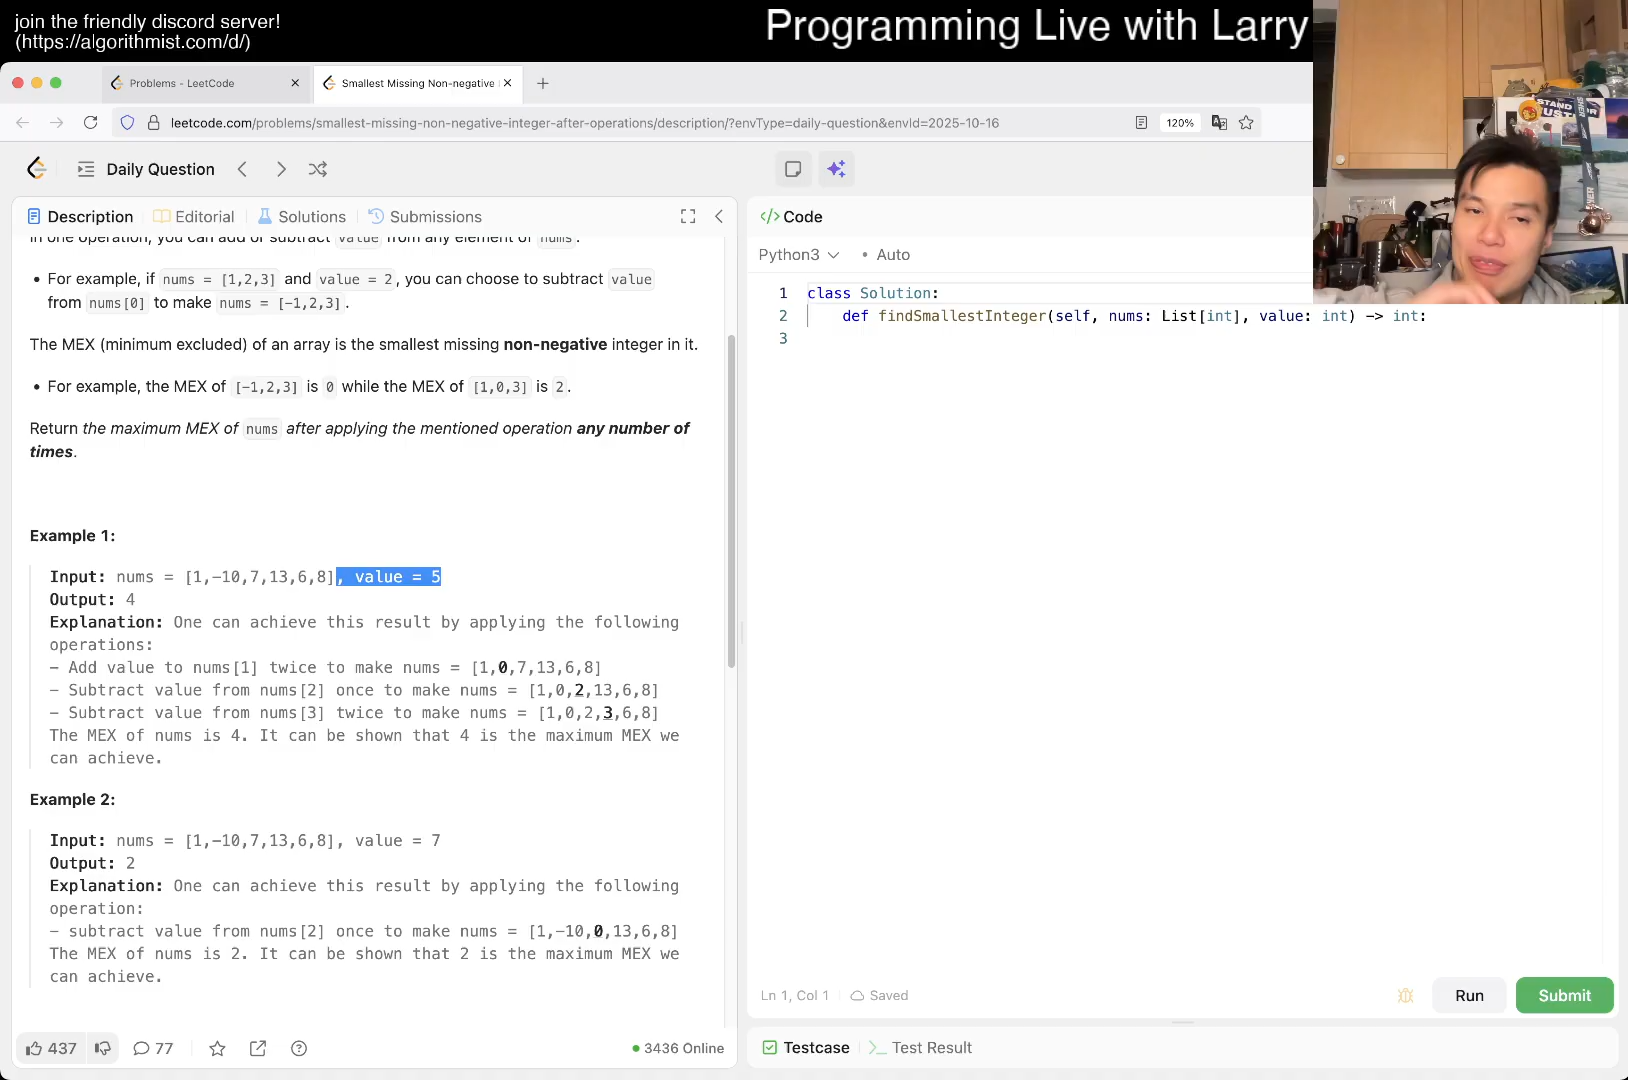 join the friendly discord server!
(https://algorithmist.com/d/)
Programming Live with Larry
Problems - LeetCode
Smallest Missing Non-negative
leetcode.com/problems/smallest-missing-non-negative-integer-after-operations/description/?envType=daily-question&envId=2025-10-16
120%
Daily Question
Description
Editorial
Solutions
Submissions
In one operation, you can add or subtract value from any element of nums.
• For example, if nums = [1,2,3] and value = 2, you can choose to subtract value
from nums[0] to make nums = [-1,2,3].
The MEX (minimum excluded) of an array is the smallest missing non-negative integer in it.
• For example, the MEX of [-1,2,3] is 0 while the MEX of [1,0,3] is 2.
Return the maximum MEX of nums after applying the mentioned operation any number of
times.
Example 1:
Input: nums = [1,-10,7,13,6,8], value = 5
Output: 4
Explanation: One can achieve this result by applying the following
operations:
- Add value to nums[1] twice to make nums = [1,0,7,13,6,8]
- Subtract value from nums[2] once to make nums = [1,0,2,13,6,8]
- Subtract value from nums[3] twice to make nums = [1,0,2,3,6,8]
The MEX of nums is 4. It can be shown that 4 is the maximum MEX we
can achieve.
Example 2:
Input: nums = [1,-10,7,13,6,8], value = 7
Output: 2
Explanation: One can achieve this result by applying the following
operation:
- subtract value from nums[2] once to make nums = [1,-10,0,13,6,8]
The MEX of nums is 2. It can be shown that 2 is the maximum MEX we
can achieve.
437
77
3436 Online
</> Code
Python3
• Auto
1 class Solution:
2 def findSmallestInteger(self, nums: List[int], value: int) -> int:
3
Ln 1, Col 1
Saved
Run
Submit
Testcase
>_ Test Result
STAND